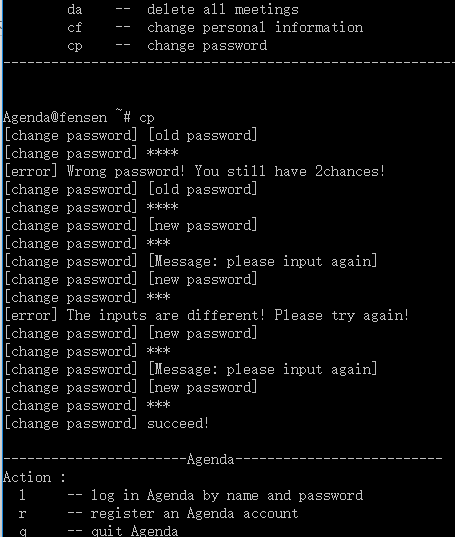 da -- delete all meetings
cf -- change personal information
cp -- change password
----------------------------------------------------------
Agenda@fensen ~# cp
[change password] [old password]
[change password] ****
[error] Wrong password! You still have 2chances!
[change password] [old password]
[change password] ****
[change password] [new password]
[change password] ***
[change password] [Message: please input again]
[change password] [new password]
[change password] ***
[error] The inputs are different! Please try again!
[change password] [new password]
[change password] ***
[change password] [Message: please input again]
[change password] [new password]
[change password] ***
[change password] succeed!
-----------------------Agenda--------------------------
Action :
l -- log in Agenda by name and password
r -- register an Agenda account
q -- quit Agenda